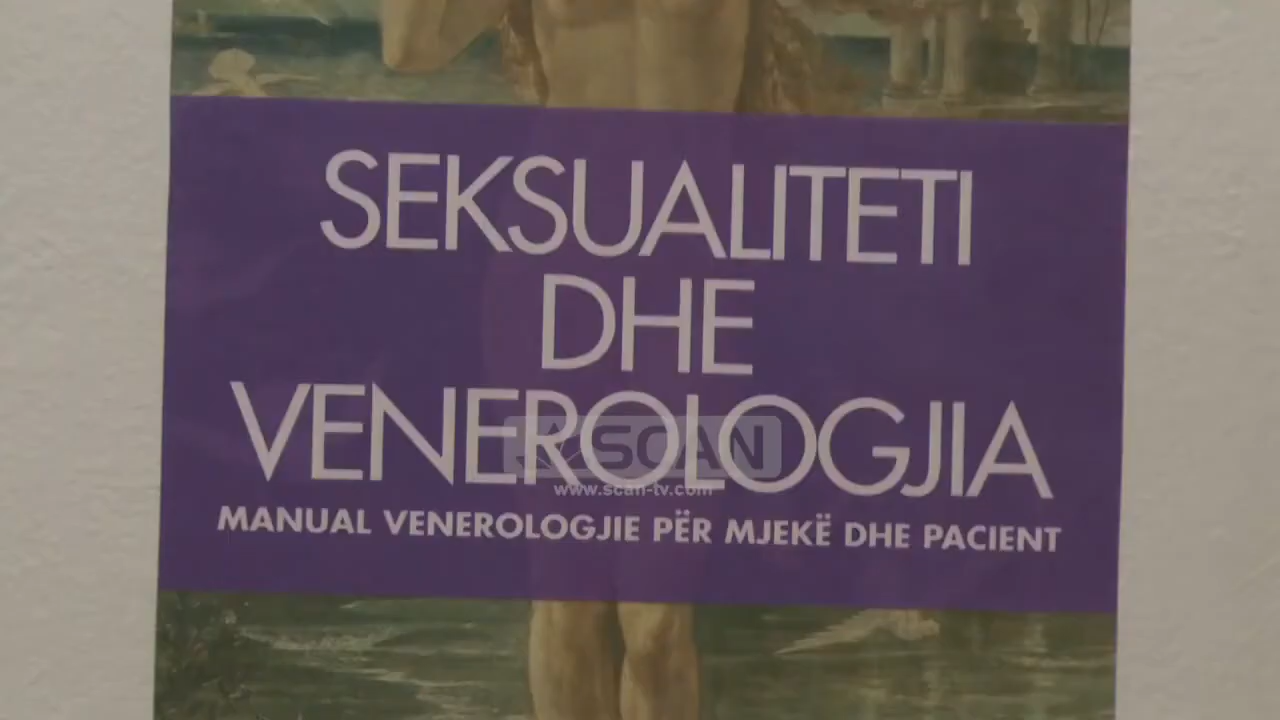 SEKSUALITETI
DHE
VENEROLOGJIA
SCAN
www.scan-tv.com
MANUAL VENEROLOGJIE PËR MJEKË DHE PACIENT